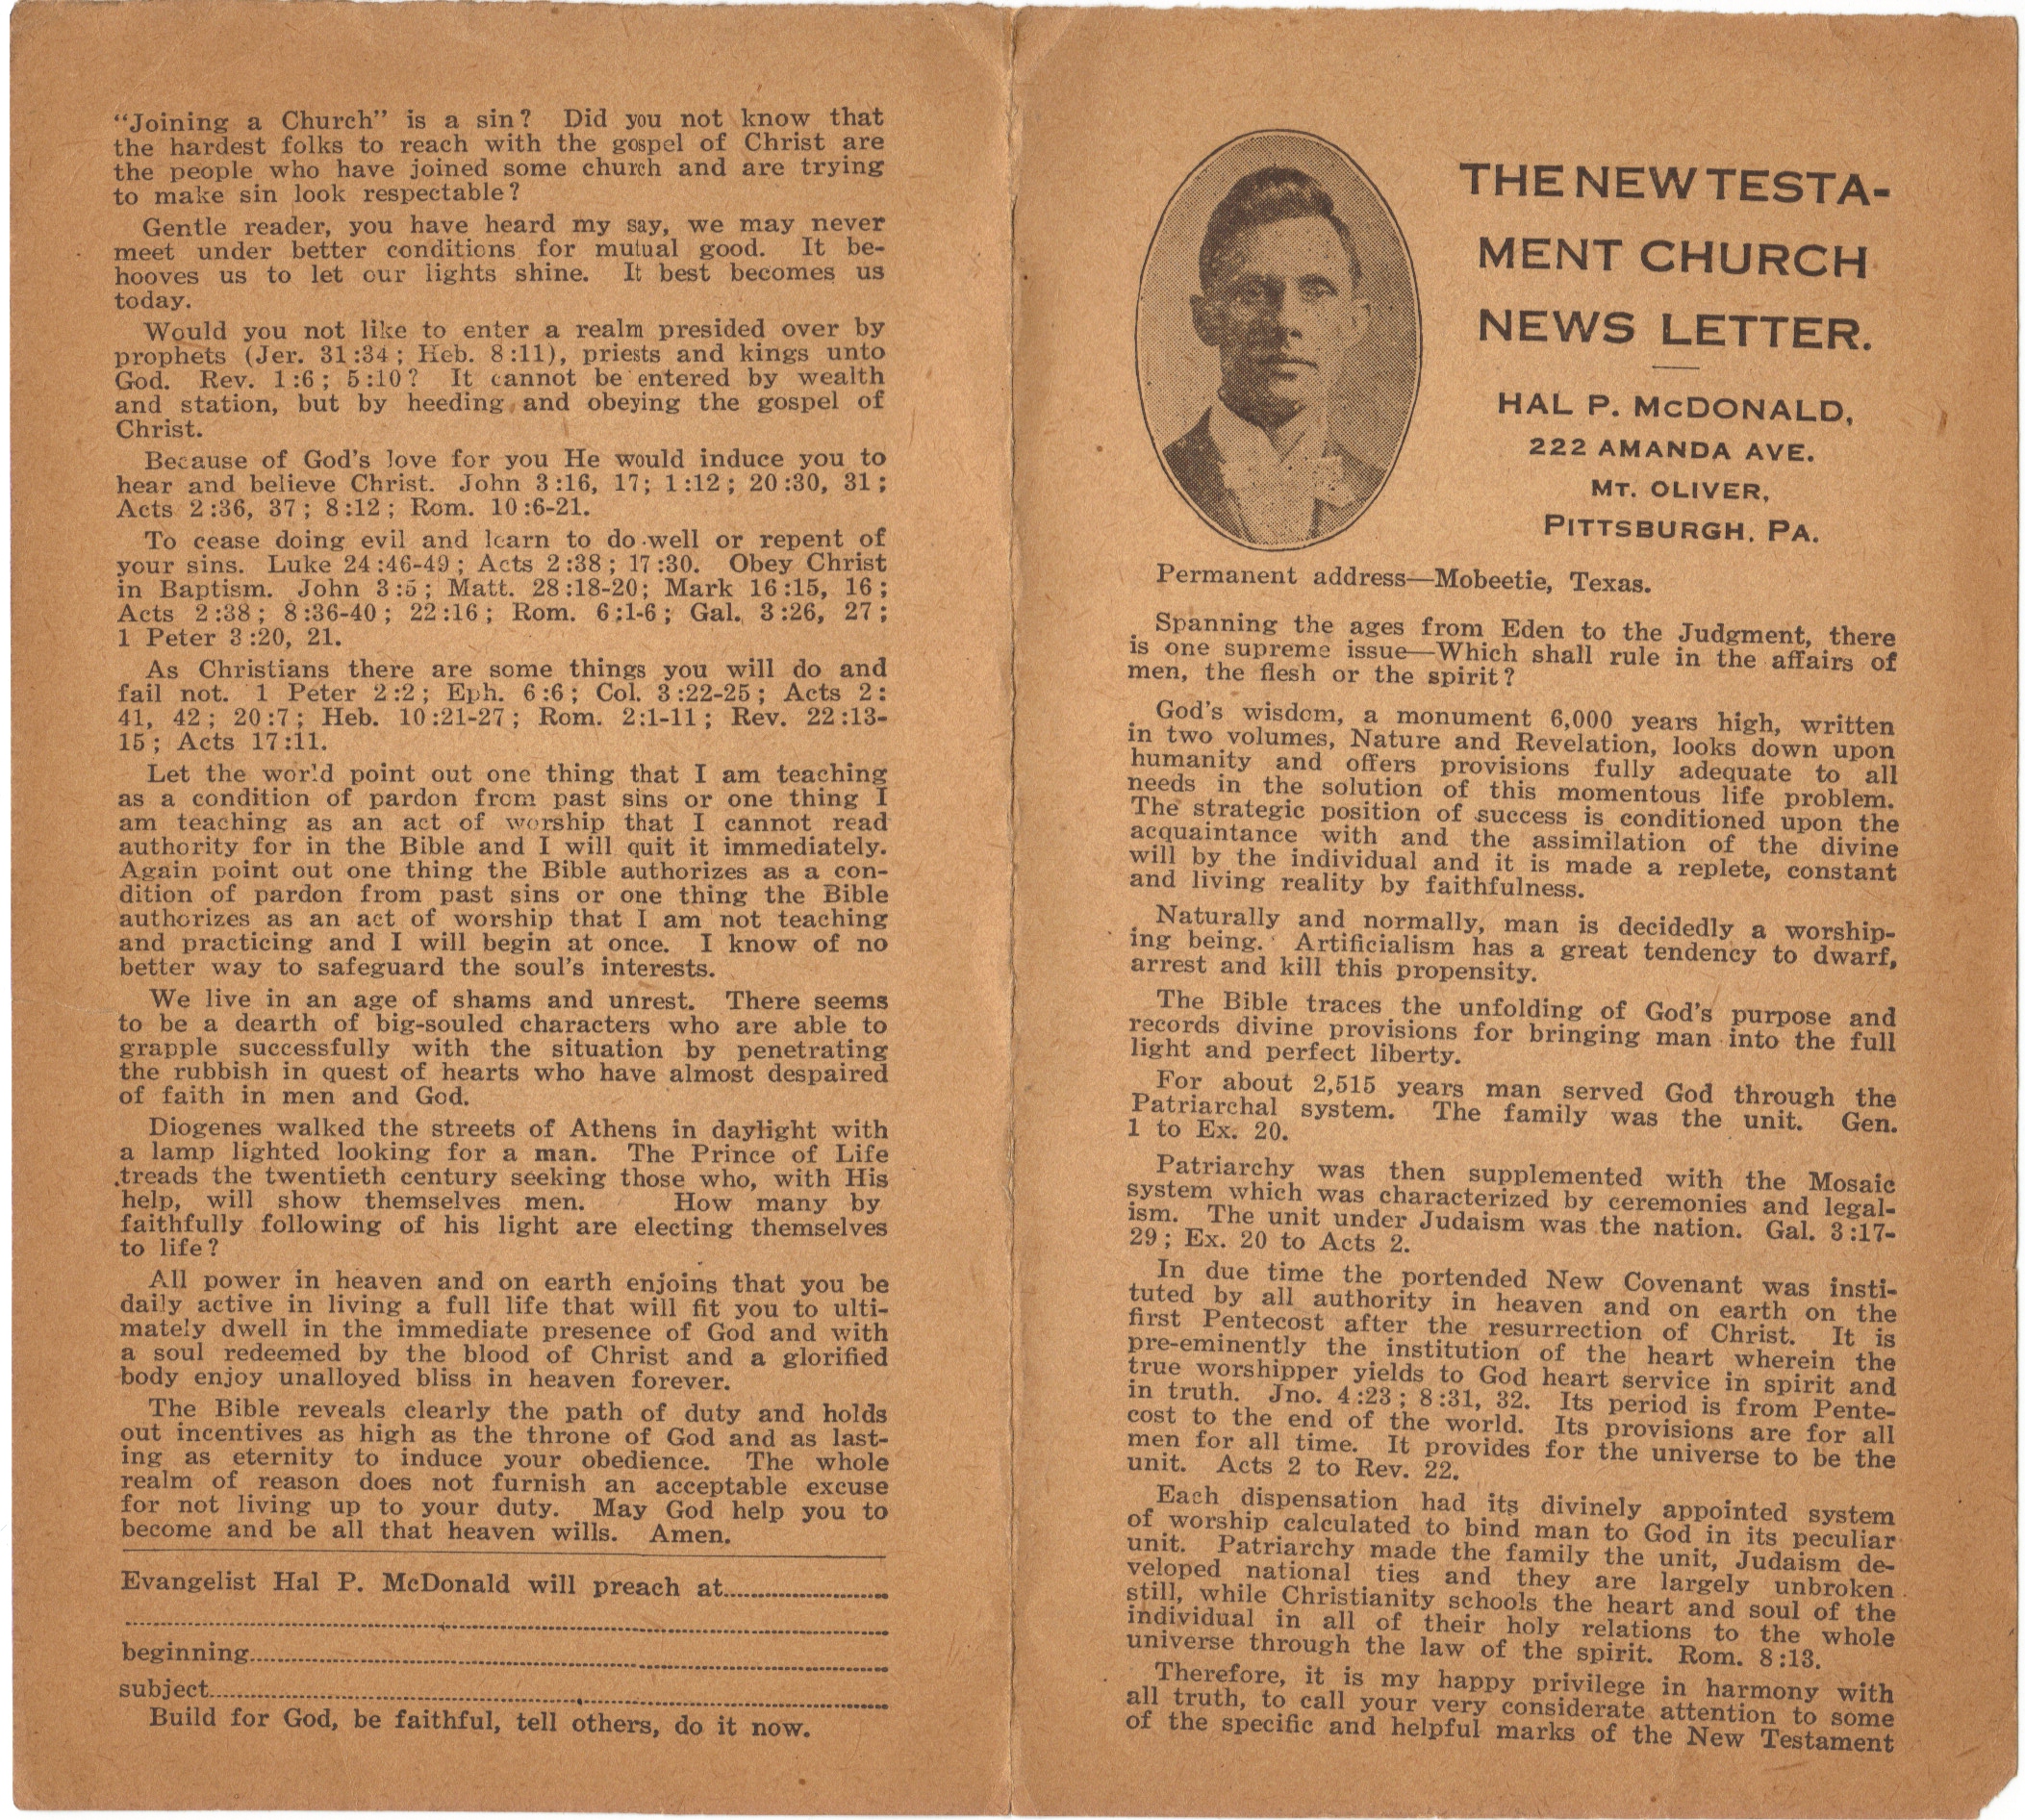 “Joining a Church” is a sin? Did you not know that
the hardest folks to reach with the gospel of Christ are
the people who have joined some church and are trying
to make sin look respectable?
Gentle reader, you have heard my say, we may never
meet under better conditions for mutual good. It be-
hooves us to let our lights shine. It best becomes us
today.
Would you not like to enter a realm presided over by
prophets (Jer. 31:34; Heb. 8:11), priests and kings unto
God. Rev. 1:6; 5:10? It cannot be entered by wealth
and station, but by heeding and obeying the gospel of
Christ.
Because of God's love for you He would induce you to
hear and believe Christ. John 3:16, 17; 1:12; 20:30, 31;
Acts 2:36, 37; 8:12; Rom. 10:6-21.
To cease doing evil and learn to do well or repent of
your sins. Luke 24:46-49; Acts 2:38; 17:30. Obey Christ
in Baptism. John 3:5; Matt. 28:18-20; Mark 16:15, 16;
Acts 2:38; 8:36-40; 22:16; Rom. 6:1-6; Gal. 3:26, 27;
1 Peter 3:20, 21.
As Christians there are some things you will do and
fail not. 1 Peter 2:2; Eph. 6:6; Col. 3:22-25; Acts 2:
41, 42; 20:7; Heb. 10:21-27; Rom. 2:1-11; Rev. 22:13-
15; Acts 17:11.
Let the world point out one thing that I am teaching
as a condition of pardon from past sins or one thing I
am teaching as an act of worship that I cannot read
authority for in the Bible and I will quit it immediately.
Again point out one thing the Bible authorizes as a con-
dition of pardon from past sins or one thing the Bible
authorizes as an act of worship that I am not teaching
and practicing and I will begin at once. I know of no
better way to safeguard the soul's interests.
We live in an age of shams and unrest. There seems
to be a dearth of big-souled characters who are able to
grapple successfully with the situation by penetrating
the rubbish in quest of hearts who have almost despaired
of faith in men and God.
Diogenes walked the streets of Athens in daylight with
a lamp lighted looking for a man. The Prince of Life
treads the twentieth century seeking those who, with His
help, will show themselves men. How many by
faithfully following of his light are electing themselves
to life?
All power in heaven and on earth enjoins that you be
daily active in living a full life that will fit you to ulti-
mately dwell in the immediate presence of God and with
a soul redeemed by the blood of Christ and a glorified
body enjoy unalloyed bliss in heaven forever.
The Bible reveals clearly the path of duty and holds
out incentives as high as the throne of God and as last-
ing as eternity to induce your obedience. The whole
realm of reason does not furnish an acceptable excuse
for not living up to your duty. May God help you to
become and be all that heaven wills. Amen.
Evangelist Hal P. McDonald will preach at
beginning
subject
Build for God, be faithful, tell others, do it now.
THE NEW TESTA-
MENT CHURCH
NEWS LETTER.
HAL P. McDONALD,
222 AMANDA AVE.
MT. OLIVER,
PITTSBURGH, PA.
Permanent address—Mobeetie, Texas.
Spanning the ages from Eden to the Judgment, there
is one supreme issue—Which shall rule in the affairs of
men, the flesh or the spirit?
God's wisdom, a monument 6,000 years high, written
in two volumes, Nature and Revelation, looks down upon
humanity and offers provisions fully adequate to all
needs in the solution of this momentous life problem.
The strategic position of success is conditioned upon the
acquaintance with and the assimilation of the divine
will by the individual and it is made a replete, constant
and living reality by faithfulness.
Naturally and normally, man is decidedly a worship-
ing being. Artificialism has a great tendency to dwarf,
arrest and kill this propensity.
The Bible traces the unfolding of God's purpose and
records divine provisions for bringing man into the full
light and perfect liberty.
For about 2,515 years man served God through the
Patriarchal system. The family was the unit. Gen.
1 to Ex. 20.
Patriarchy was then supplemented with the Mosaic
system which was characterized by ceremonies and legal-
ism. The unit under Judaism was the nation. Gal. 3:17-
29; Ex. 20 to Acts 2.
In due time the portended New Covenant was insti-
tuted by all authority in heaven and on earth on the
first Pentecost after the resurrection of Christ. It is
pre-eminently the institution of the heart wherein the
true worshipper yields to God heart service in spirit and
in truth. Jno. 4:23; 8:31, 32. Its period is from Pente-
cost to the end of the world. Its provisions are for all
men for all time. It provides for the universe to be the
unit. Acts 2 to Rev. 22.
Each dispensation had its divinely appointed system
of worship calculated to bind man to God in its peculiar
unit. Patriarchy made the family the unit, Judaism de-
veloped national ties and they are largely unbroken
still, while Christianity schools the heart and soul of the
individual in all of their holy relations to the whole
universe through the law of the spirit. Rom. 8:13.
Therefore, it is my happy privilege in harmony with
all truth, to call your very considerate attention to some
of the specific and helpful marks of the New Testament